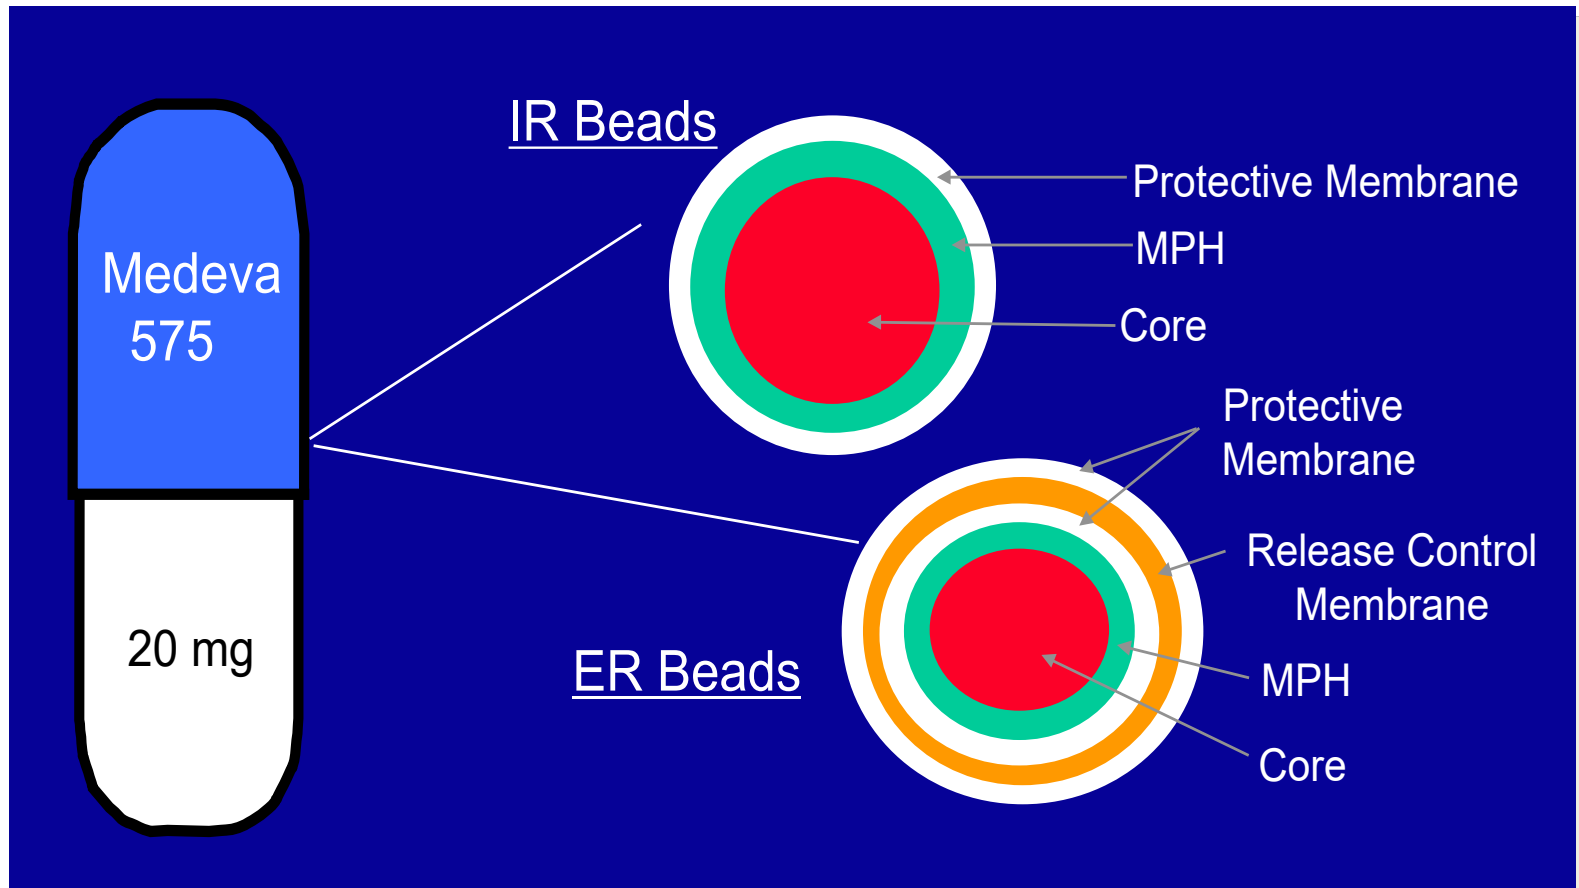 IR Beads
Protective Membrane
MPH
Core
Medeva
575
20 mg
ER Beads
Protective
Membrane
Release Control
Membrane
MPH
Core